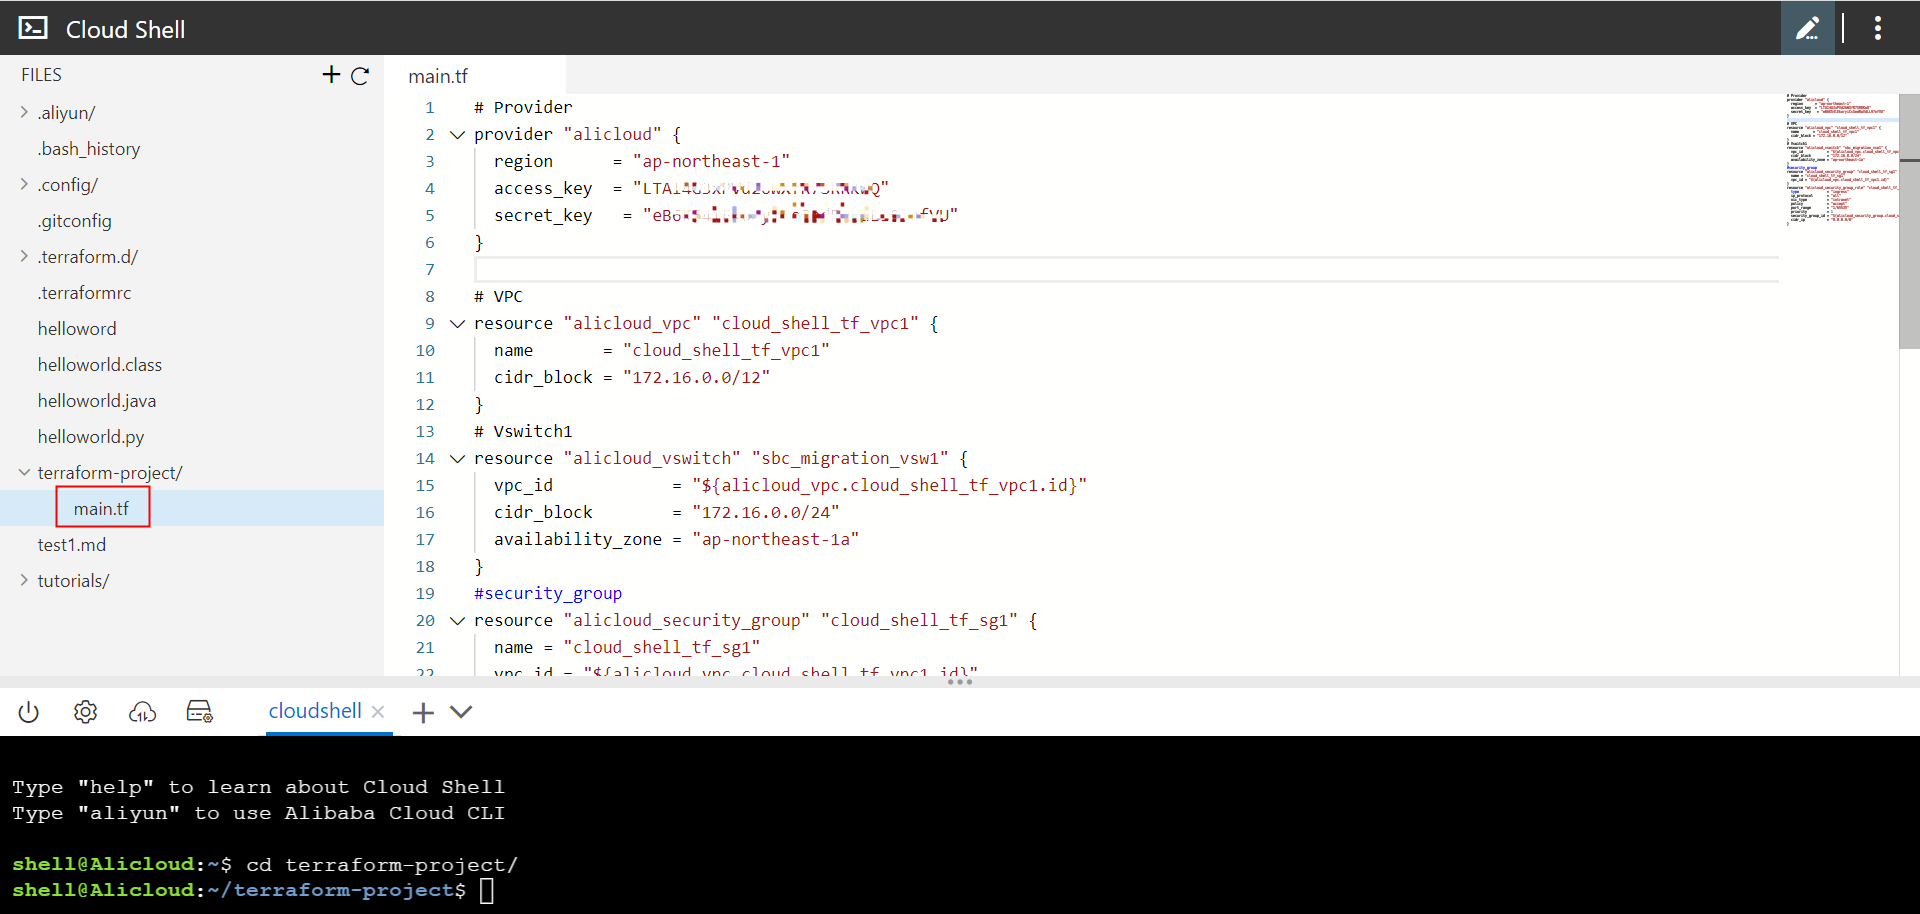 Cloud Shell
FILES
.aliyun/
.bash_history
.config/
.gitconfig
.terraform.d/
.terraformrc
helloword
helloworld.class
helloworld.java
helloworld.py
terraform-project/
main.tf
test1.md
tutorials/
main.tf
1 # Provider
2 provider "alicloud" {
3 region = "ap-northeast-1"
4 access_key = "
5 secret_key = "
6 }
7
8 # VPC
9 resource "alicloud_vpc" "cloud_shell_tf_vpc1" {
10 name = "cloud_shell_tf_vpc1"
11 cidr_block = "172.16.0.0/12"
12 }
13 # Vswitch1
14 resource "alicloud_vswitch" "sbc_migration_vsw1" {
15 vpc_id = "${alicloud_vpc.cloud_shell_tf_vpc1.id}"
16 cidr_block = "172.16.0.0/24"
17 availability_zone = "ap-northeast-1a"
18 }
19 #security_group
20 resource "alicloud_security_group" "cloud_shell_tf_sg1" {
21 name = "cloud_shell_tf_sg1"
22 vpc_id = "${alicloud_vpc.cloud_shell_tf_vpc1.id}"
cloudshell
Type "help" to learn about Cloud Shell
Type "aliyun" to use Alibaba Cloud CLI
shell@Alicloud:~$ cd terraform-project/
shell@Alicloud:~/terraform-project$